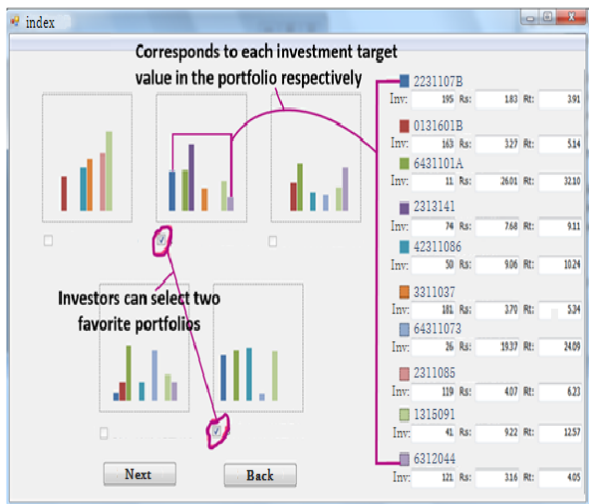 index
Corresponds to each investment target
value in the portfolio respectively
2231107B
Inv: 195 Rs: 1.83 Rt: 3.91
0131601B
Inv: 163 Rs: 3.27 Rt: 5.14
6431101A
Inv: 11 Rs: 26.01 Rt: 32.10
2313141
Inv: 74 Rs: 7.68 Rt: 9.11
42311086
Inv: 50 Rs: 9.06 Rt: 10.24
3311037
Inv: 181 Rs: 3.70 Rt: 5.34
64311073
Inv: 26 Rs: 19.37 Rt: 24.09
2311085
Inv: 119 Rs: 4.07 Rt: 6.23
1315091
Inv: 41 Rs: 9.22 Rt: 12.57
6312044
Inv: 121 Rs: 3.16 Rt: 4.05
Investors can select two
favorite portfolios
Next
Back